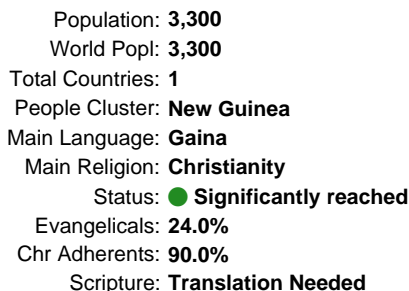 Population: 3,300
World Popl: 3,300
Total Countries: 1
People Cluster: New Guinea
Main Language: Gaina
Main Religion: Christianity
Status: Significantly reached
Evangelicals: 24.0%
Chr Adherents: 90.0%
Scripture: Translation Needed